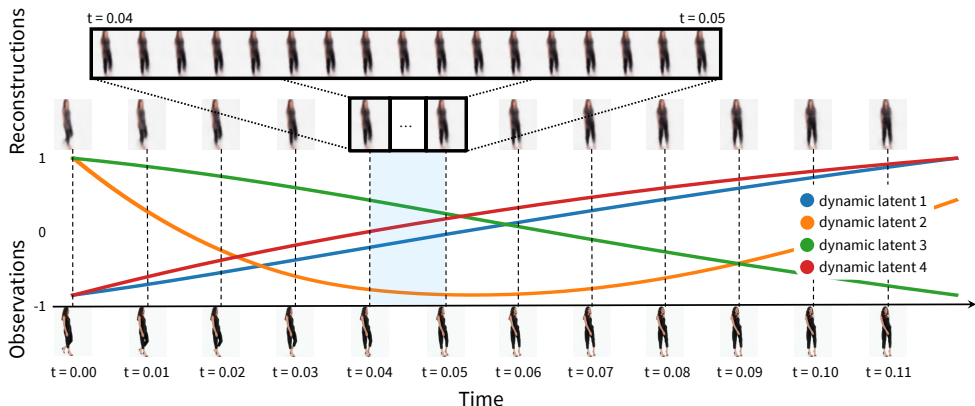 t = 0.04
t = 0.05
Reconstructions
...
1
0
-1
dynamic latent 1
dynamic latent 2
dynamic latent 3
dynamic latent 4
Observations
t = 0.00
t = 0.01
t = 0.02
t = 0.03
t = 0.04
t = 0.05
t = 0.06
t = 0.07
t = 0.08
t = 0.09
t = 0.10
t = 0.11
Time